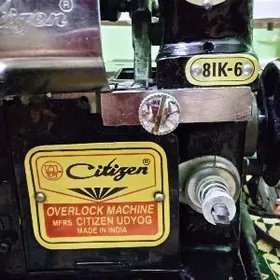 Citizen ®
81K-6
Citizen ®
OVERLOCK MACHINE
MFRS. CITIZEN UDYOG
MADE IN INDIA